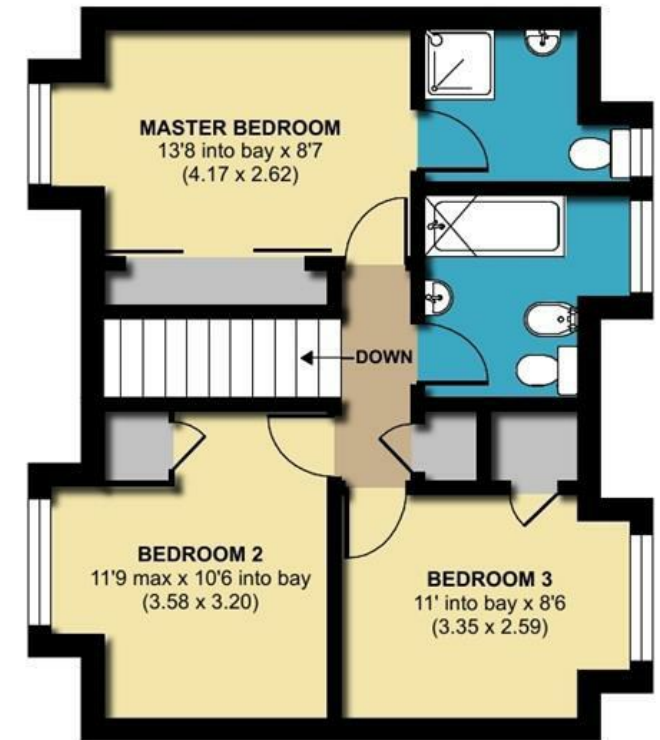 MASTER BEDROOM
13'8 into bay x 8'7
(4.17 x 2.62)
DOWN
BEDROOM 2
11'9 max x 10'6 into bay
(3.58 x 3.20)
BEDROOM 3
11' into bay x 8'6
(3.35 x 2.59)